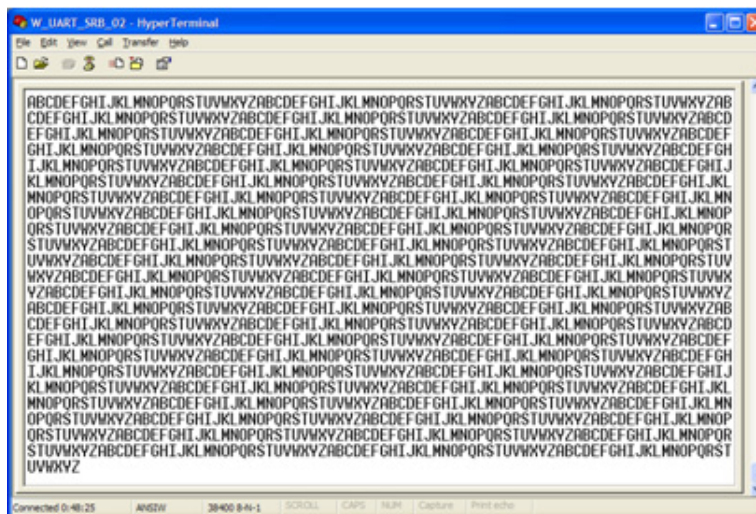 W_UART_SRB_02 - HyperTerminal
File Edit View Call Transfer Help
ABCDEFGHIJKLMNOPQRSTUVWXYZABCDEFGHIJKLMNOPQRSTUVWXYZABCDEFGHIJKLMNOPQRSTUVWXYZAB
CDEFGHIJKLMNOPQRSTUVWXYZABCDEFGHIJKLMNOPQRSTUVWXYZABCDEFGHIJKLMNOPQRSTUVWXYZABCD
EFGHIJKLMNOPQRSTUVWXYZABCDEFGHIJKLMNOPQRSTUVWXYZABCDEFGHIJKLMNOPQRSTUVWXYZABCDEF
GHIJKLMNOPQRSTUVWXYZABCDEFGHIJKLMNOPQRSTUVWXYZABCDEFGHIJKLMNOPQRSTUVWXYZABCDEFGH
IJKLMNOPQRSTUVWXYZABCDEFGHIJKLMNOPQRSTUVWXYZABCDEFGHIJKLMNOPQRSTUVWXYZABCDEFGHIJ
KLMNOPQRSTUVWXYZABCDEFGHIJKLMNOPQRSTUVWXYZABCDEFGHIJKLMNOPQRSTUVWXYZABCDEFGHIJKL
MNOPQRSTUVWXYZABCDEFGHIJKLMNOPQRSTUVWXYZABCDEFGHIJKLMNOPQRSTUVWXYZABCDEFGHIJKLMN
OPQRSTUVWXYZABCDEFGHIJKLMNOPQRSTUVWXYZABCDEFGHIJKLMNOPQRSTUVWXYZABCDEFGHIJKLMNOP
QRSTUVWXYZABCDEFGHIJKLMNOPQRSTUVWXYZABCDEFGHIJKLMNOPQRSTUVWXYZABCDEFGHIJKLMNOPQR
STUVWXYZABCDEFGHIJKLMNOPQRSTUVWXYZABCDEFGHIJKLMNOPQRSTUVWXYZABCDEFGHIJKLMNOPQRST
UVWXYZABCDEFGHIJKLMNOPQRSTUVWXYZABCDEFGHIJKLMNOPQRSTUVWXYZABCDEFGHIJKLMNOPQRSTUV
WXYZABCDEFGHIJKLMNOPQRSTUVWXYZABCDEFGHIJKLMNOPQRSTUVWXYZABCDEFGHIJKLMNOPQRSTUVWX
YZABCDEFGHIJKLMNOPQRSTUVWXYZABCDEFGHIJKLMNOPQRSTUVWXYZABCDEFGHIJKLMNOPQRSTUVWXYZ
ABCDEFGHIJKLMNOPQRSTUVWXYZABCDEFGHIJKLMNOPQRSTUVWXYZABCDEFGHIJKLMNOPQRSTUVWXYZAB
CDEFGHIJKLMNOPQRSTUVWXYZABCDEFGHIJKLMNOPQRSTUVWXYZABCDEFGHIJKLMNOPQRSTUVWXYZABCD
EFGHIJKLMNOPQRSTUVWXYZABCDEFGHIJKLMNOPQRSTUVWXYZABCDEFGHIJKLMNOPQRSTUVWXYZABCDEF
GHIJKLMNOPQRSTUVWXYZABCDEFGHIJKLMNOPQRSTUVWXYZABCDEFGHIJKLMNOPQRSTUVWXYZABCDEFGH
IJKLMNOPQRSTUVWXYZABCDEFGHIJKLMNOPQRSTUVWXYZABCDEFGHIJKLMNOPQRSTUVWXYZABCDEFGHIJ
KLMNOPQRSTUVWXYZABCDEFGHIJKLMNOPQRSTUVWXYZABCDEFGHIJKLMNOPQRSTUVWXYZABCDEFGHIJKL
MNOPQRSTUVWXYZABCDEFGHIJKLMNOPQRSTUVWXYZABCDEFGHIJKLMNOPQRSTUVWXYZABCDEFGHIJKLMN
OPQRSTUVWXYZABCDEFGHIJKLMNOPQRSTUVWXYZABCDEFGHIJKLMNOPQRSTUVWXYZABCDEFGHIJKLMNOP
QRSTUVWXYZABCDEFGHIJKLMNOPQRSTUVWXYZABCDEFGHIJKLMNOPQRSTUVWXYZABCDEFGHIJKLMNOPQR
STUVWXYZABCDEFGHIJKLMNOPQRSTUVWXYZABCDEFGHIJKLMNOPQRSTUVWXYZABCDEFGHIJKLMNOPQRST
UVWXYZ
Connected 0:48:25 ANSIW 38400 8-N-1 SCROLL CAPS NUM Capture Print echo